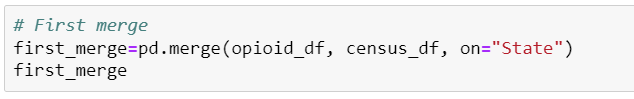 # First merge
first_merge=pd.merge(opioid_df, census_df, on="State")
first_merge